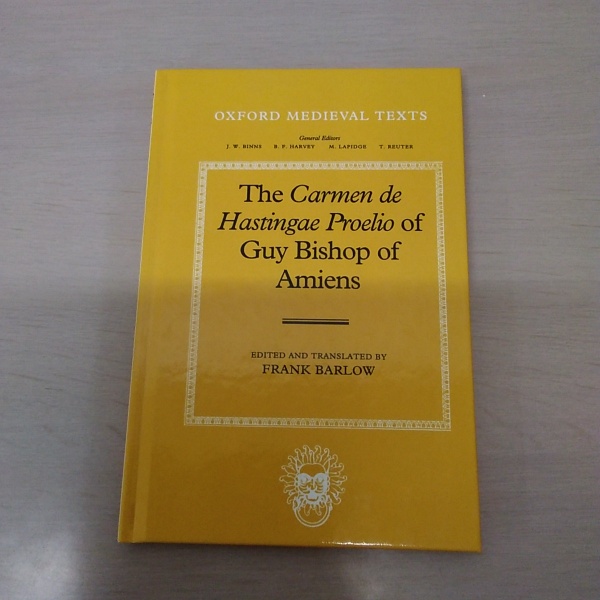 OXFORD MEDIEVAL TEXTS
General Editors
J. W. BINNS B. F. HARVEY M. LAPIDGE T. REUTER
The Carmen de
Hastingae Proelio of
Guy Bishop of
Amiens
EDITED AND TRANSLATED BY
FRANK BARLOW